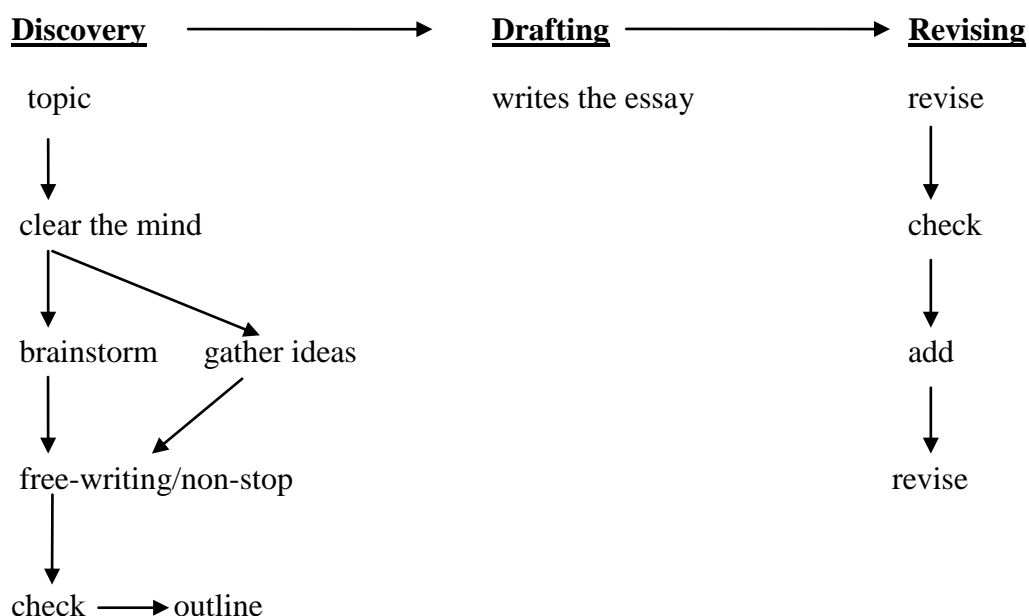 Discovery Drafting Revising
topic writes the essay revise
clear the mind check
brainstorm gather ideas add
free-writing/non-stop revise
check outline